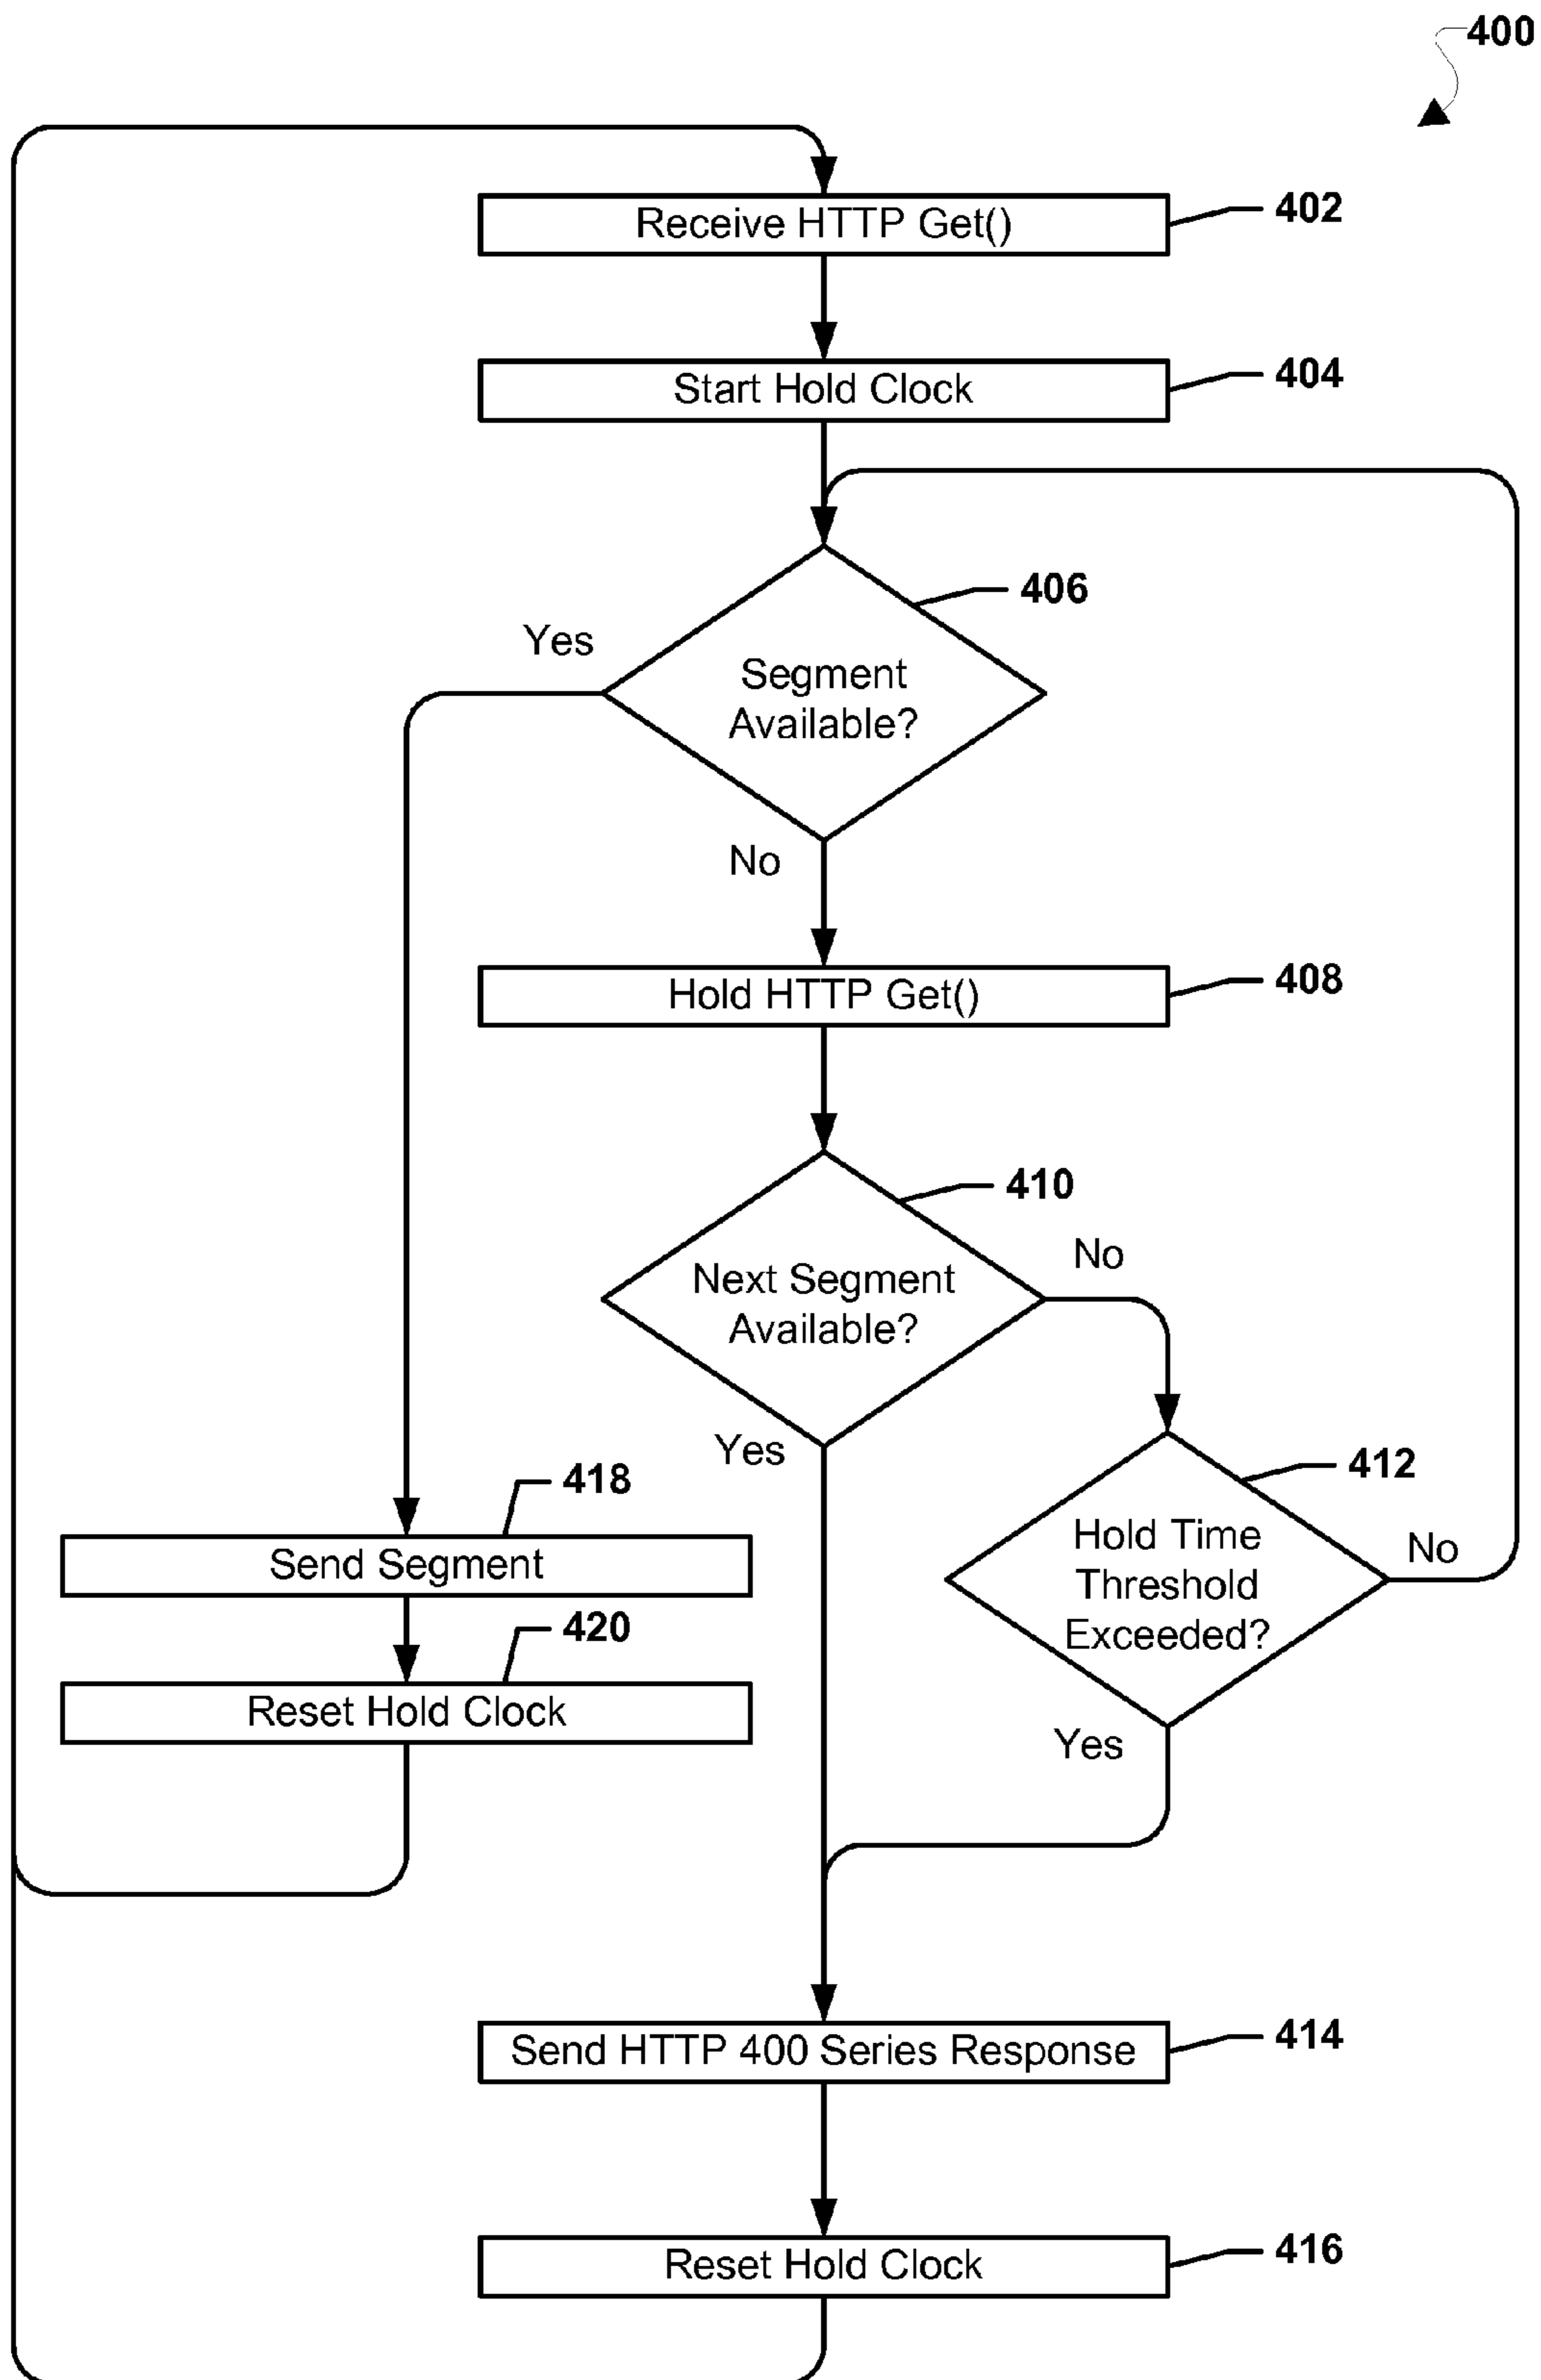 400
Receive HTTP Get()
402
Start Hold Clock
404
406
Yes
Segment
Available?
No
Hold HTTP Get()
408
410
No
Next Segment
Available?
Yes
412
Hold Time
Threshold
Exceeded?
No
Yes
418
Send Segment
420
Reset Hold Clock
Send HTTP 400 Series Response
414
Reset Hold Clock
416